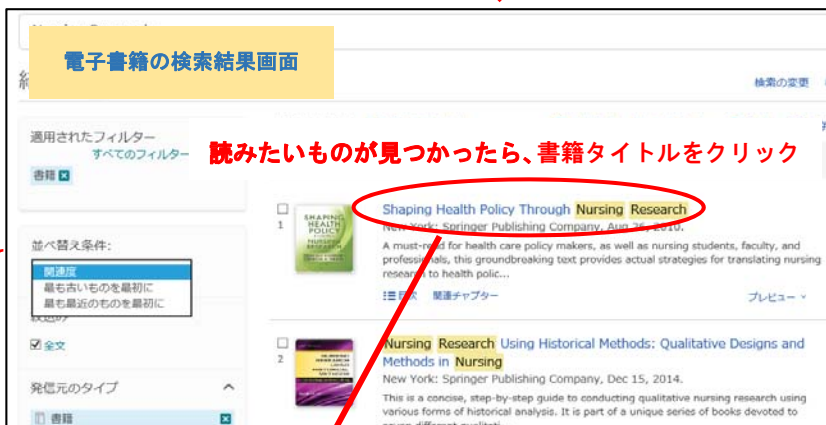 電子書籍の検索結果画面
検索の変更
適用されたフィルター
すべてのフィルター
書籍
読みたいものが見つかったら、書籍タイトルをクリック
並べ替え条件:
関連度
最も古いものを最初に
最も最近のものを最初に
全文
発信元のタイプ
書籍
1
SHAPING
HEALTH
POLICY
Shaping Health Policy Through Nursing Research
New York: Springer Publishing Company, Aug 26, 2010.
A must-read for health care policy makers, as well as nursing students, faculty, and
professionals, this groundbreaking text provides actual strategies for translating nursing
research to health polic...
目次 関連チャプター プレビュー
2
Nursing Research Using Historical Methods: Qualitative Designs and
Methods in Nursing
New York: Springer Publishing Company, Dec 15, 2014.
This is a concise, step-by-step guide to conducting qualitative nursing research using
various forms of historical analysis. It is part of a unique series of books devoted to